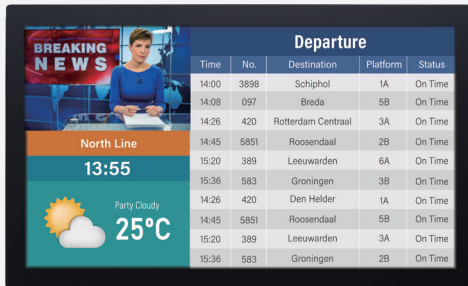 BREAKING
NEWS
North Line
13:55
Party Cloudy
25°C
Departure
Time No. Destination Platform Status
14:00 3898 Schiphol 1A On Time
14:08 097 Breda 5B On Time
14:26 420 Rotterdam Centraal 3A On Time
14:45 5851 Roosendaal 2B On Time
15:20 389 Leeuwarden 6A On Time
15:36 583 Groningen 3B On Time
14:26 420 Den Helder 1A On Time
14:45 5851 Roosendaal 5B On Time
15:20 389 Leeuwarden 3A On Time
15:36 583 Groningen 2B On Time